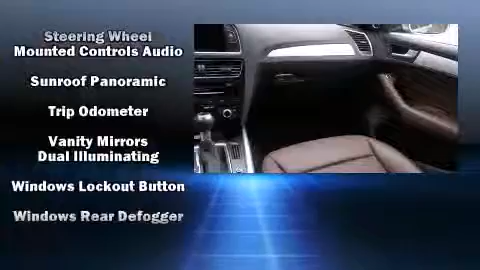 Steering Wheel
Mounted Controls Audio
Sunroof Panoramic
Trip Odometer
Vanity Mirrors
Dual Illuminating
Windows Lockout Button
Windows Rear Defogger